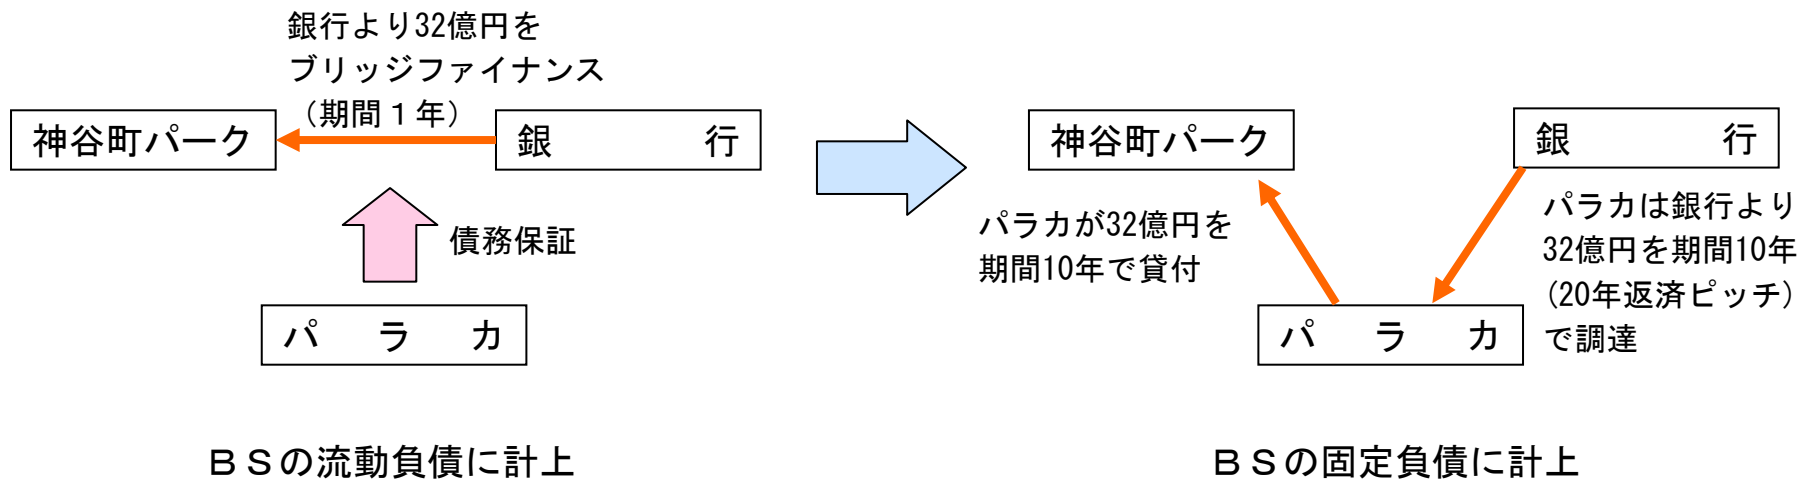 銀行より32億円を
ブリッジファイナンス
（期間１年）
神谷町パーク
銀　　　　行
債務保証
パ　ラ　カ
ＢＳの流動負債に計上
神谷町パーク
銀　　　　行
パラカが32億円を
期間10年で貸付
パラカは銀行より
32億円を期間10年
(20年返済ピッチ)
で調達
パ　ラ　カ
ＢＳの固定負債に計上